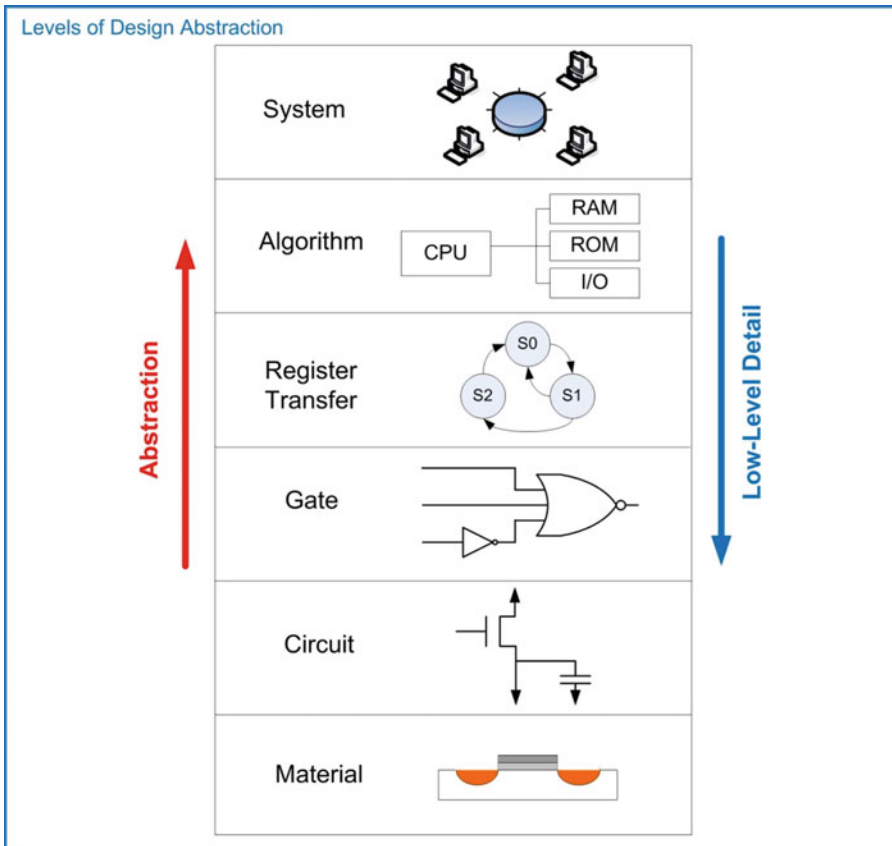 Levels of Design Abstraction
System
Algorithm
CPU
RAM
ROM
I/O
Register
Transfer
S0
S2
S1
Gate
Circuit
Material
Abstraction
Low-Level Detail